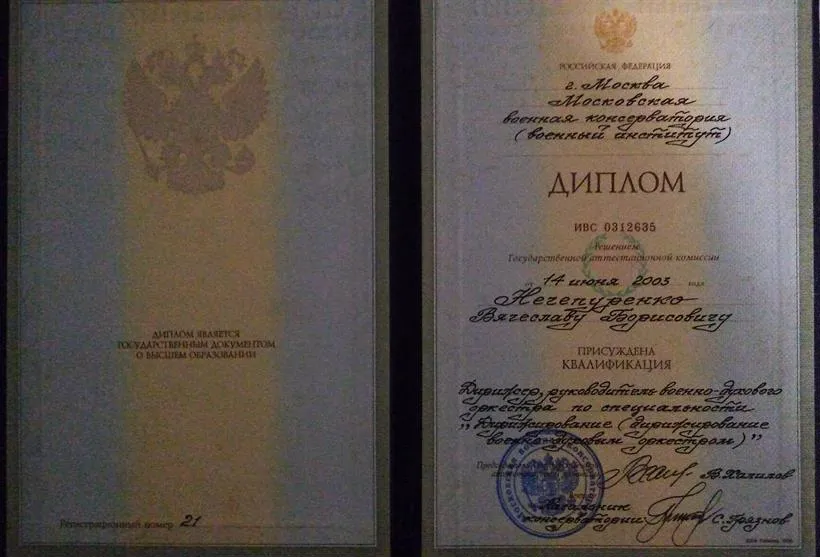 ДИПЛОМ ЯВЛЯЕТСЯ
ГОСУДАРСТВЕННЫМ ДОКУМЕНТОМ
О ВЫСШЕМ ОБРАЗОВАНИИ
Регистрационный номер 21
РОССИЙСКАЯ ФЕДЕРАЦИЯ
г. Москва
Московская
военная консерватория
(военный институт)
ДИПЛОМ
ИВС 0312635
Решением
Государственной аттестационной комиссии
от 14 июня 2003 года
Нечепуренко
Вячеславу Борисовичу
ПРИСУЖДЕНА
КВАЛИФИКАЦИЯ
Дирижер, руководитель военно-духового
оркестра по специальности
„Дирижирование (дирижирование
военно-духовым оркестром)"
В. Халилов
Начальник
консерватории С. Грязнов